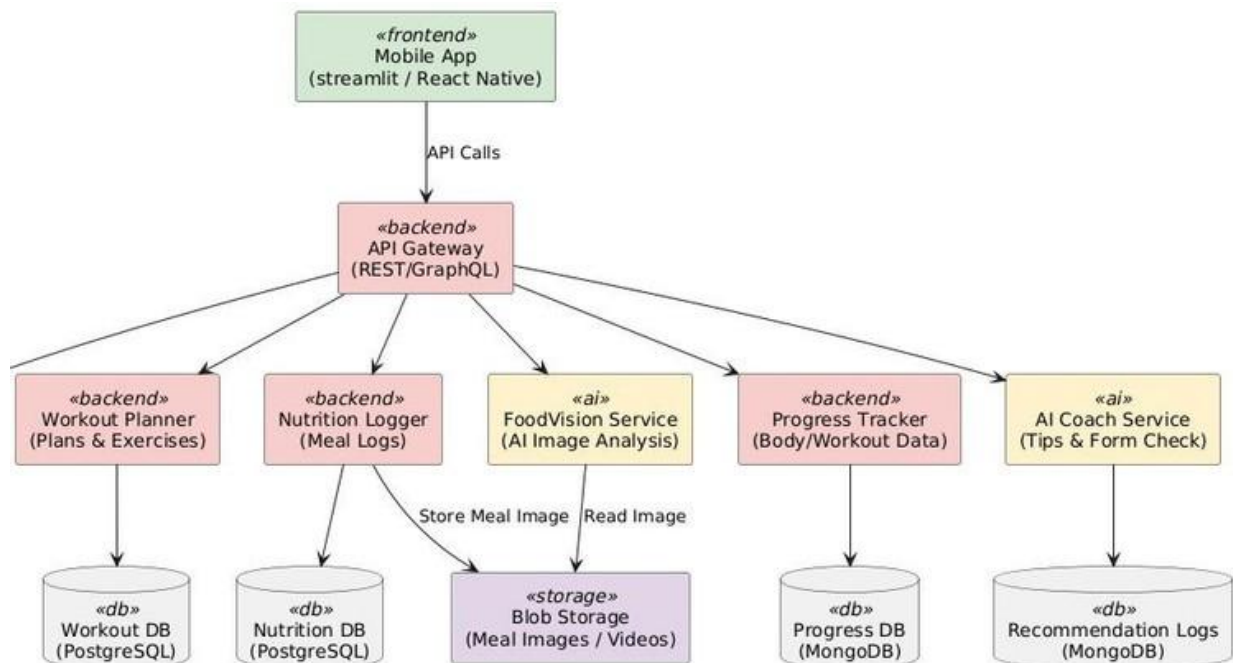 «frontend»
Mobile App
(streamlit / React Native)
API Calls
«backend»
API Gateway
(REST/GraphQL)
«backend»
Workout Planner
(Plans & Exercises)
«backend»
Nutrition Logger
(Meal Logs)
«ai»
FoodVision Service
(AI Image Analysis)
«backend»
Progress Tracker
(Body/Workout Data)
«ai»
AI Coach Service
(Tips & Form Check)
Store Meal Image
Read Image
«db»
Workout DB
(PostgreSQL)
«db»
Nutrition DB
(PostgreSQL)
«storage»
Blob Storage
(Meal Images / Videos)
«db»
Progress DB
(MongoDB)
«db»
Recommendation Logs
(MongoDB)